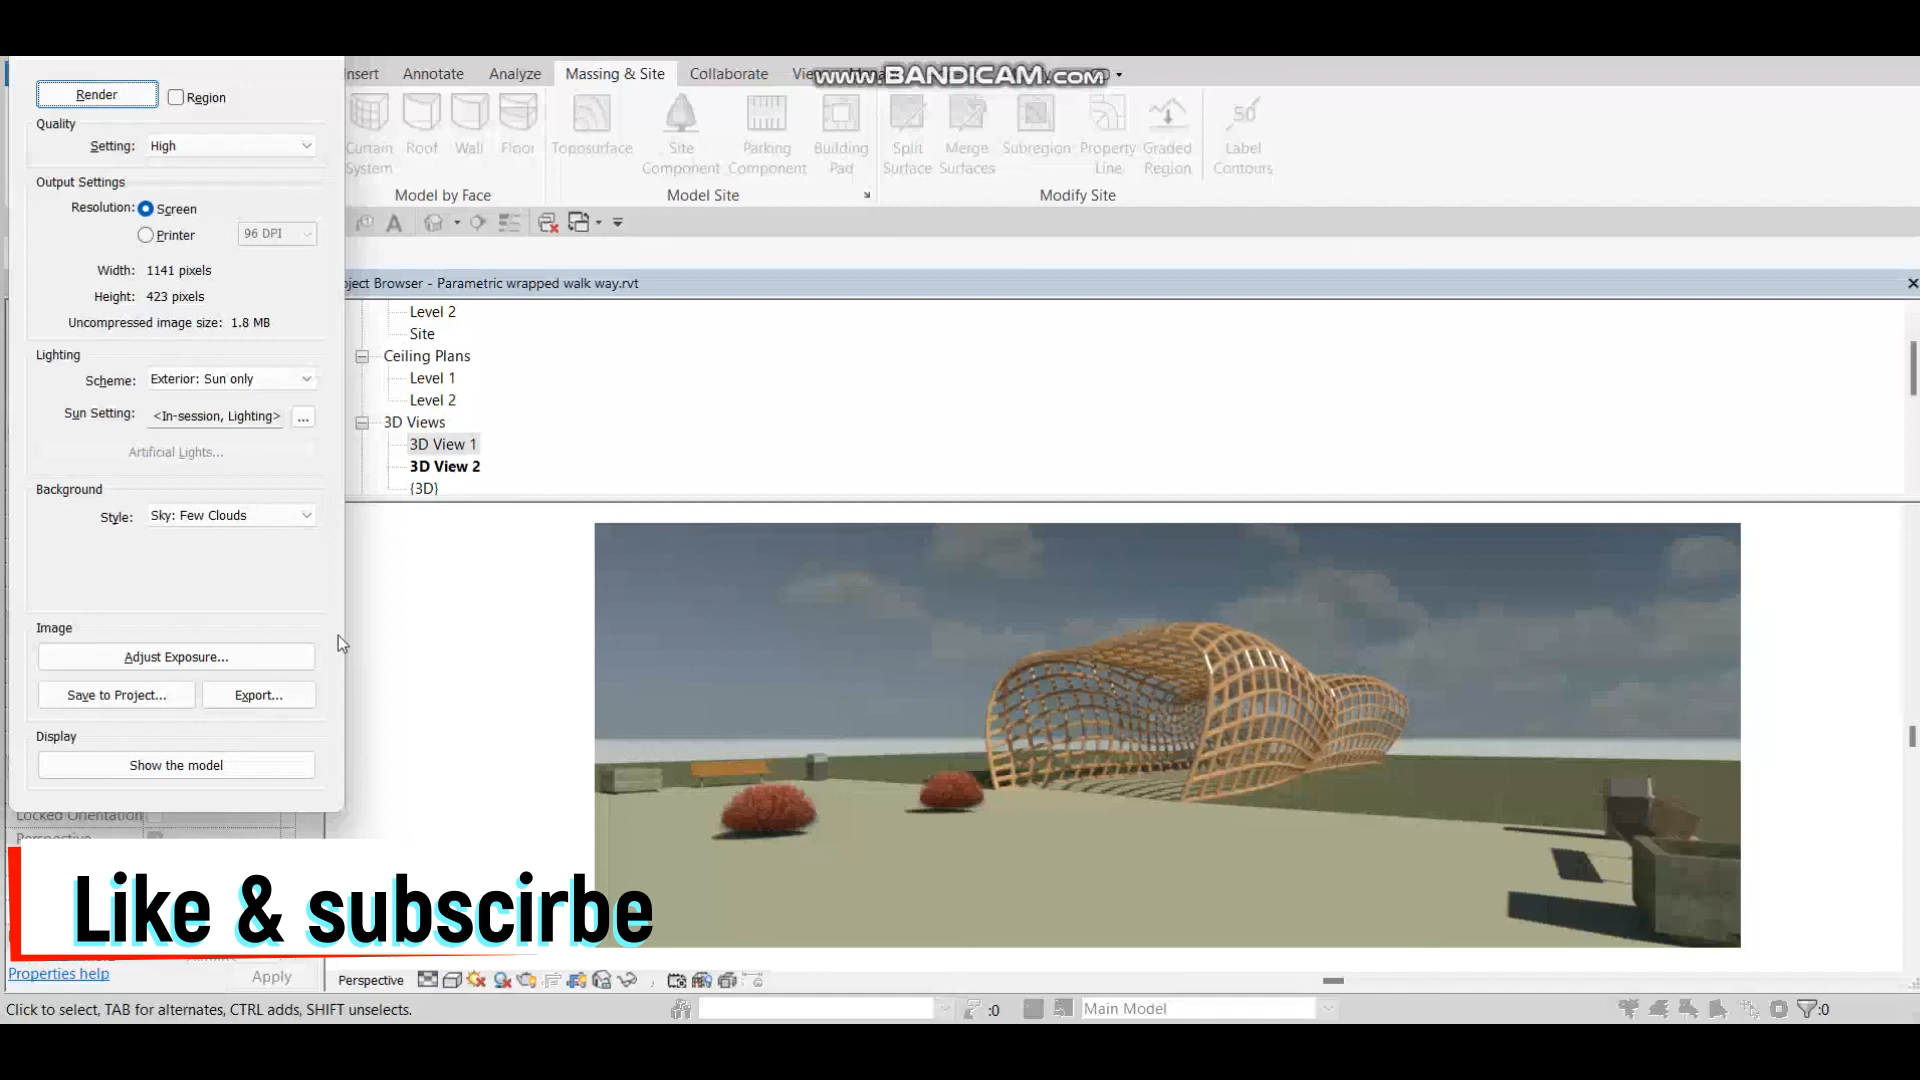 Insert Annotate Analyze Massing & Site Collaborate
www.BANDICAM.com
Render Region
Quality
Setting: High
Output Settings
Resolution: Screen
Printer 96 DPI
Width: 1141 pixels
Height: 423 pixels
Uncompressed image size: 1.8 MB
Lighting
Scheme: Exterior: Sun only
Sun Setting: <In-session, Lighting> ...
Artificial Lights...
Background
Style: Sky: Few Clouds
Image
Adjust Exposure...
Save to Project... Export...
Display
Show the model
Curtain System
Roof
Wall
Floor
Toposurface
Site Component
Parking Component
Building Pad
Split Surface
Merge Surfaces
Subregion
Property Line
Graded Region
50
Label Contours
Model by Face Model Site Modify Site
ject Browser - Parametric wrapped walk way.rvt
Level 2
Site
Ceiling Plans
Level 1
Level 2
3D Views
3D View 1
3D View 2
{3D}
Locked Orientation
Perspective
Like & subscirbe
Properties help Apply
Perspective
Click to select, TAB for alternates, CTRL adds, SHIFT unselects.
:0
Main Model
:0